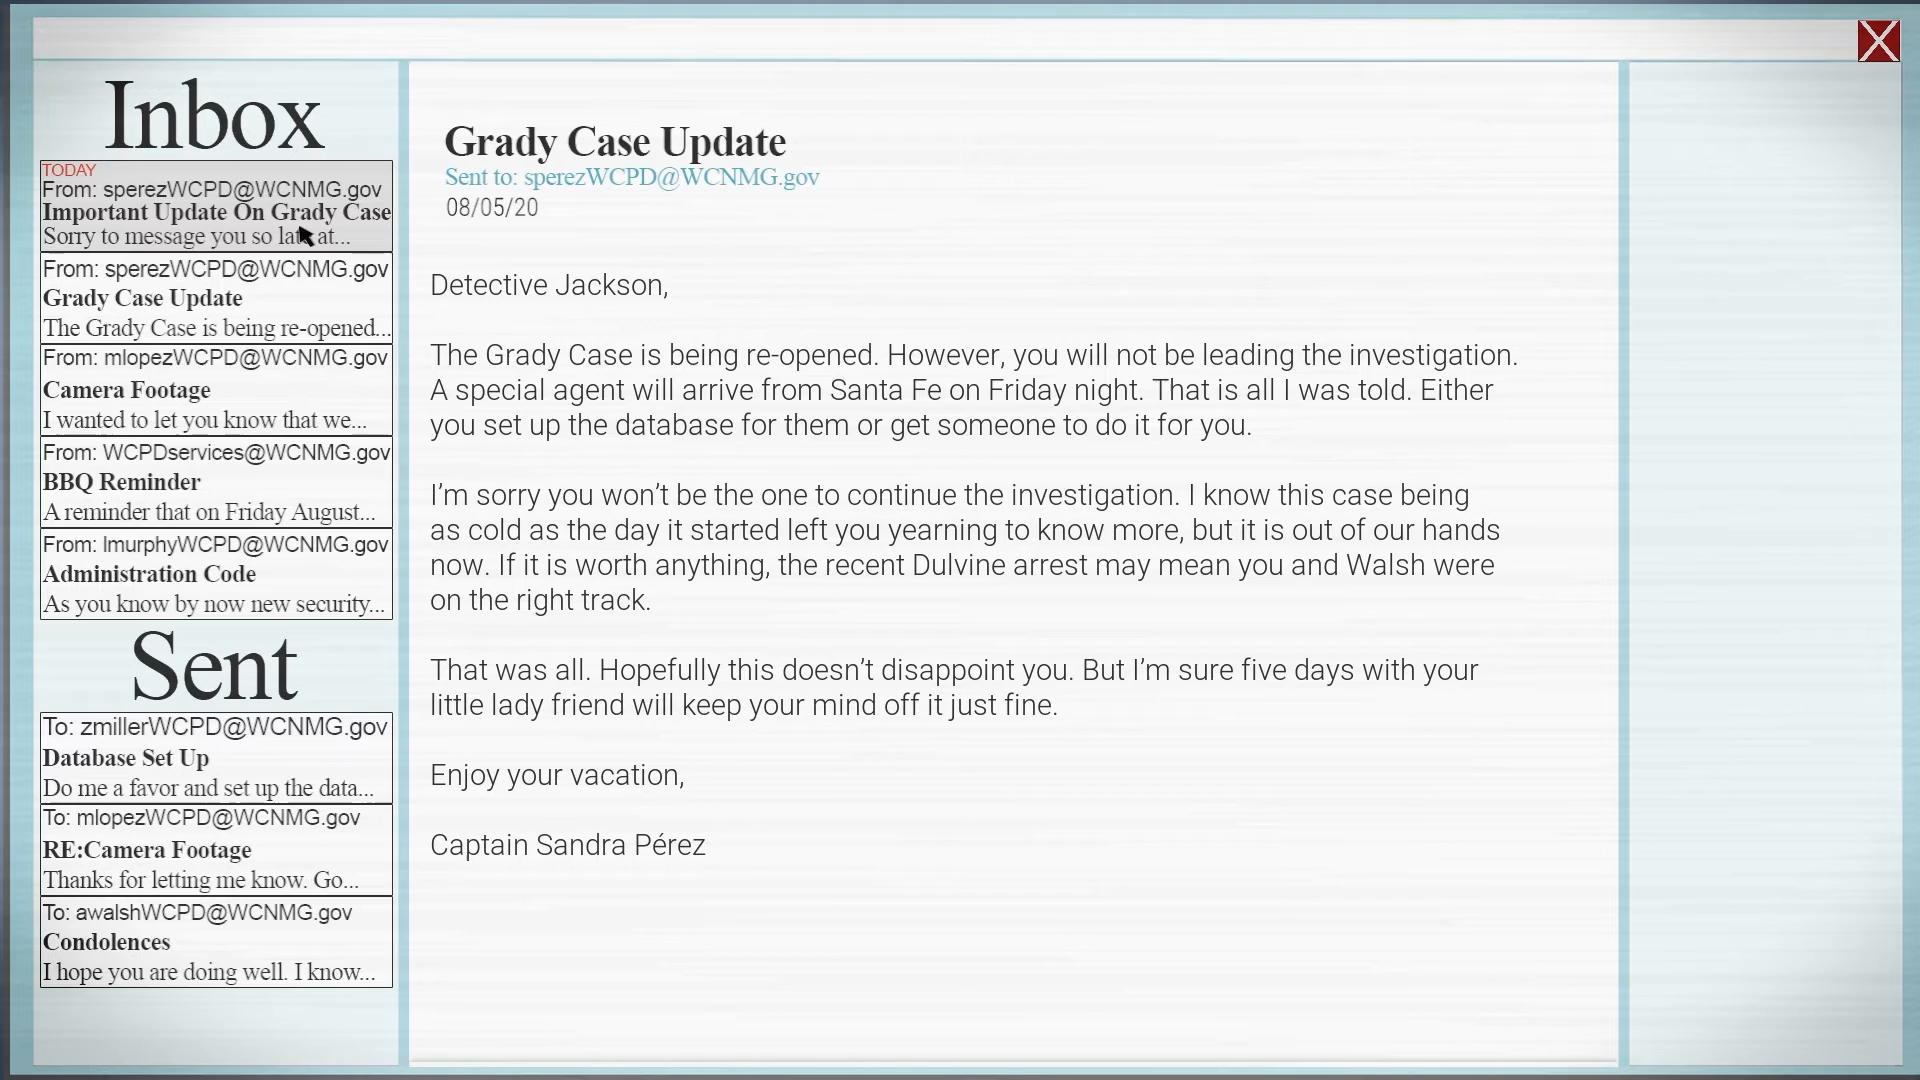 Inbox
TODAY
From: sperezWCPD@WCNMG.gov
Important Update On Grady Case
Sorry to message you so late at...
From: sperezWCPD@WCNMG.gov
Grady Case Update
The Grady Case is being re-opened...
From: mlopezWCPD@WCNMG.gov
Camera Footage
I wanted to let you know that we...
From: WCPDservices@WCNMG.gov
BBQ Reminder
A reminder that on Friday August...
From: lmurphyWCPD@WCNMG.gov
Administration Code
As you know by now new security...
Sent
To: zmillerWCPD@WCNMG.gov
Database Set Up
Do me a favor and set up the data...
To: mlopezWCPD@WCNMG.gov
RE:Camera Footage
Thanks for letting me know. Go...
To: awalshWCPD@WCNMG.gov
Condolences
I hope you are doing well. I know...
Grady Case Update
Sent to: sperezWCPD@WCNMG.gov
08/05/20
Detective Jackson,
The Grady Case is being re-opened. However, you will not be leading the investigation.
A special agent will arrive from Santa Fe on Friday night. That is all I was told. Either
you set up the database for them or get someone to do it for you.
I’m sorry you won’t be the one to continue the investigation. I know this case being
as cold as the day it started left you yearning to know more, but it is out of our hands
now. If it is worth anything, the recent Dulvine arrest may mean you and Walsh were
on the right track.
That was all. Hopefully this doesn’t disappoint you. But I’m sure five days with your
little lady friend will keep your mind off it just fine.
Enjoy your vacation,
Captain Sandra Pérez